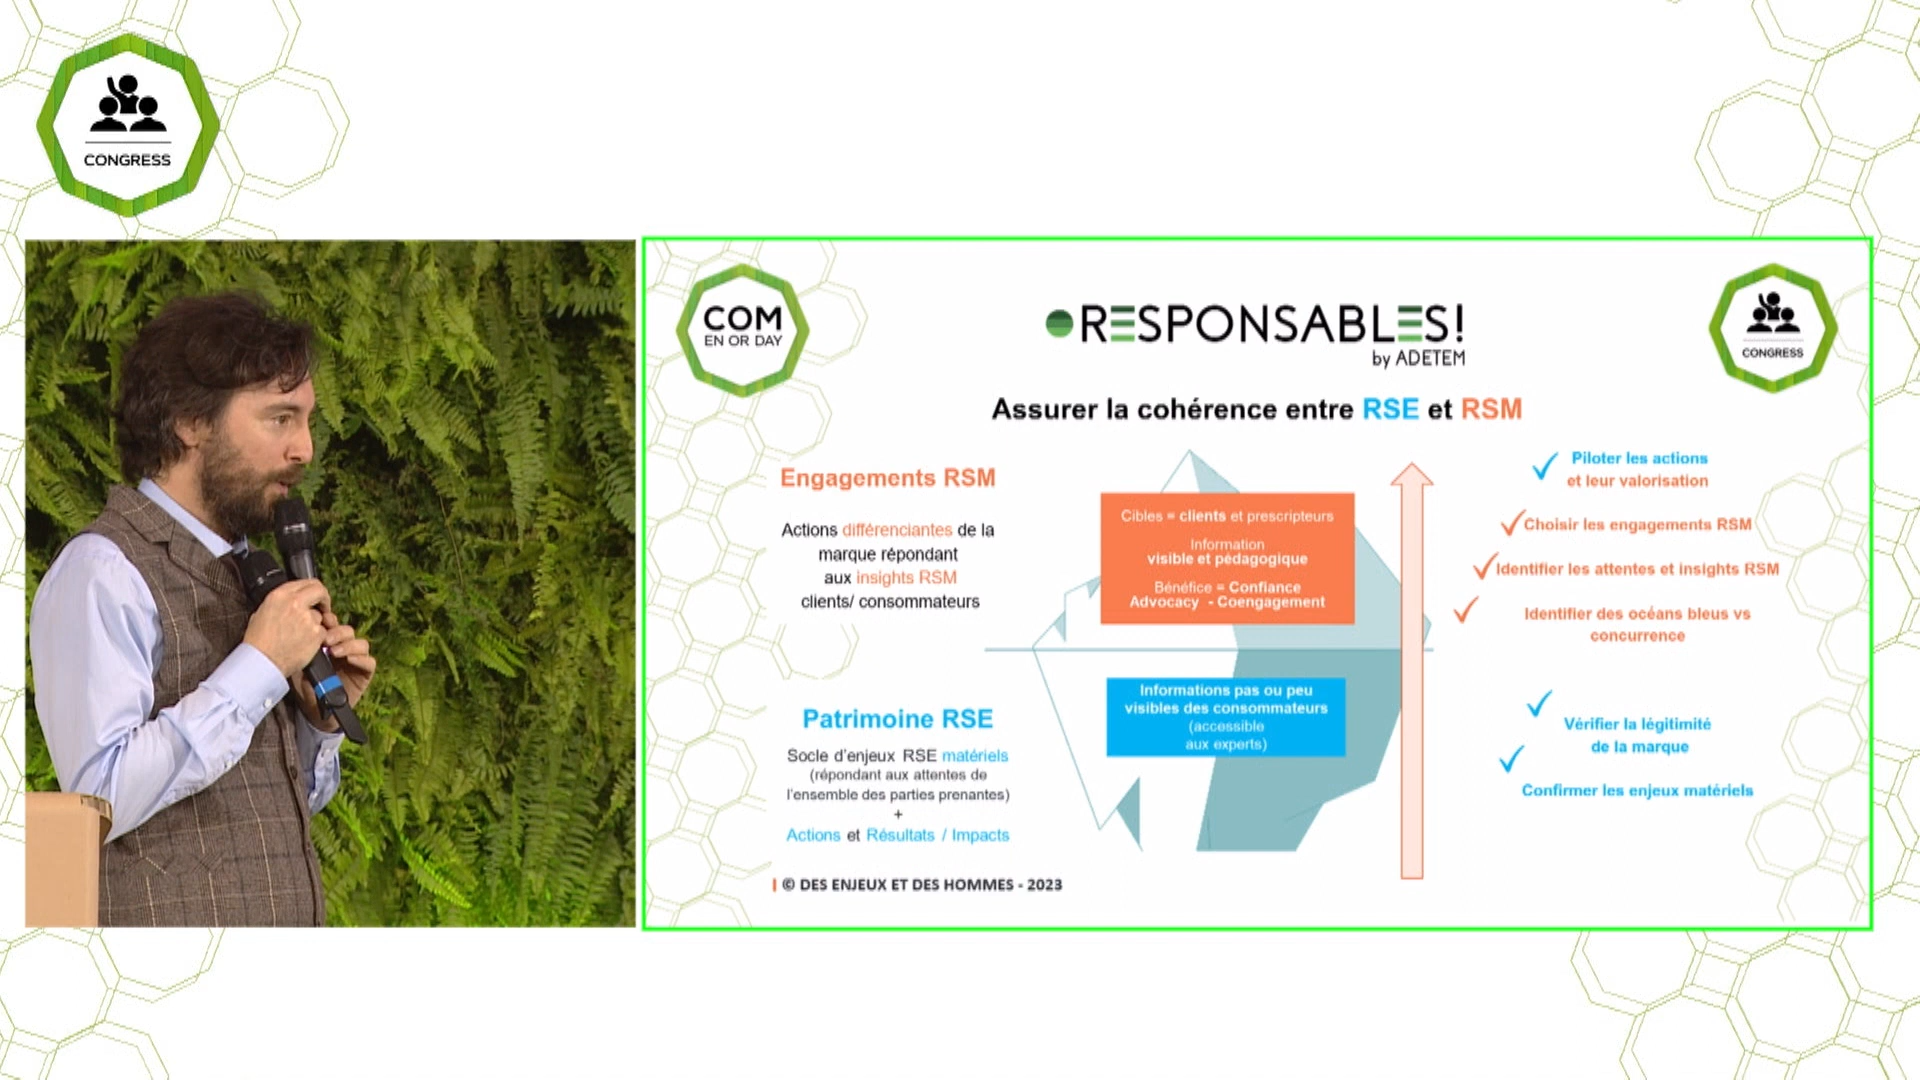 CONGRESS
COM
EN OR DAY
RESPONSABLES!
by ADETEM
CONGRESS
Assurer la cohérence entre RSE et RSM
Engagements RSM
Actions différenciantes de la
marque répondant
aux insights RSM
clients/ consommateurs
Cibles = clients et prescripteurs
Information
visible et pédagogique
Bénéfice = Confiance
Advocacy - Coengagement
Piloter les actions
et leur valorisation
Choisir les engagements RSM
Identifier les attentes et insights RSM
Identifier des océans bleus vs
concurrence
Patrimoine RSE
Socle d'enjeux RSE matériels
(répondant aux attentes de
l'ensemble des parties prenantes)
+
Actions et Résultats / Impacts
Informations pas ou peu
visibles des consommateurs
(accessible
aux experts)
Vérifier la légitimité
de la marque
Confirmer les enjeux matériels
© DES ENJEUX ET DES HOMMES - 2023